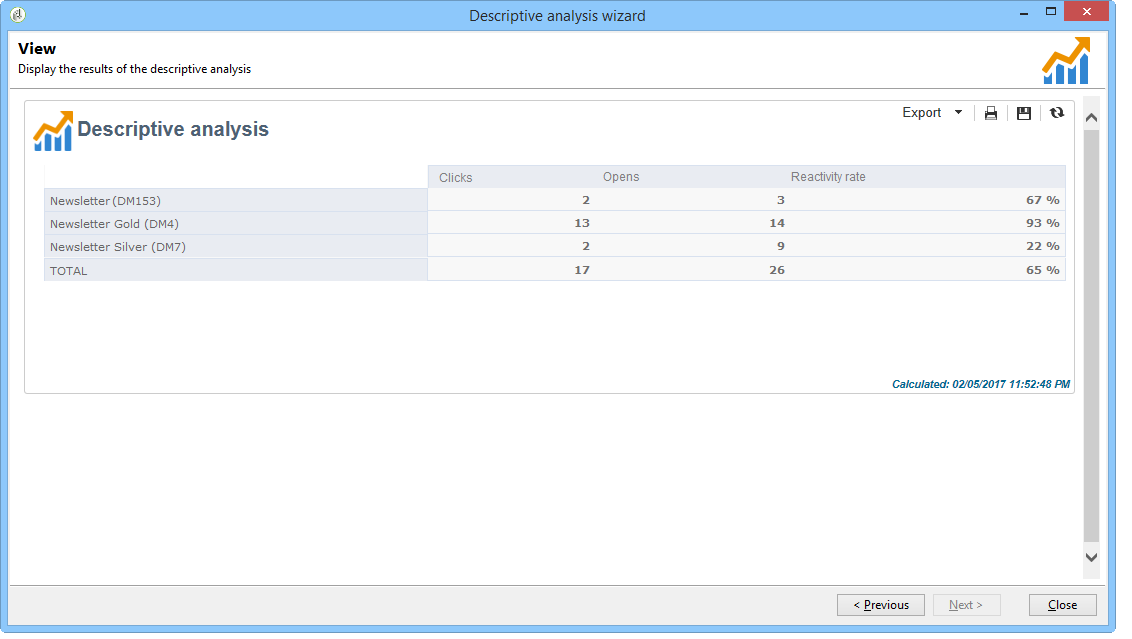 Descriptive analysis wizard
View
Display the results of the descriptive analysis
Export
Descriptive analysis
Clicks Opens Reactivity rate
Newsletter (DM153) 2 3 67 %
Newsletter Gold (DM4) 13 14 93 %
Newsletter Silver (DM7) 2 9 22 %
TOTAL 17 26 65 %
Calculated: 02/05/2017 11:52:48 PM
< Previous Next > Close